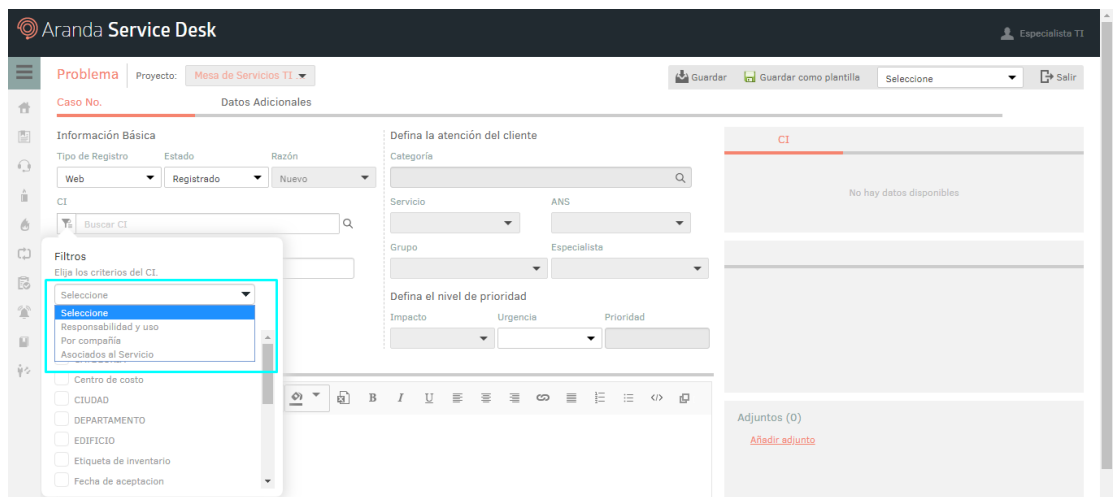 Aranda Service Desk
Especialista TI
Problema
Proyecto:
Mesa de Servicios TI
Guardar
Guardar como plantilla
Seleccione
Salir
Caso No.
Datos Adicionales
Información Básica
Tipo de Registro
Estado
Razón
Web
Registrado
Nuevo
CI
Buscar CI
Filtros
Elija los criterios del CI.
Seleccione
Seleccione
Responsabilidad y uso
Por compañía
Asociados al Servicio
Centro de costo
CIUDAD
DEPARTAMENTO
EDIFICIO
Etiqueta de inventario
Fecha de aceptacion
Defina la atención del cliente
Categoría
Servicio
ANS
Grupo
Especialista
Defina el nivel de prioridad
Impacto
Urgencia
Prioridad
B I U
CI
No hay datos disponibles
Adjuntos (0)
Añadir adjunto